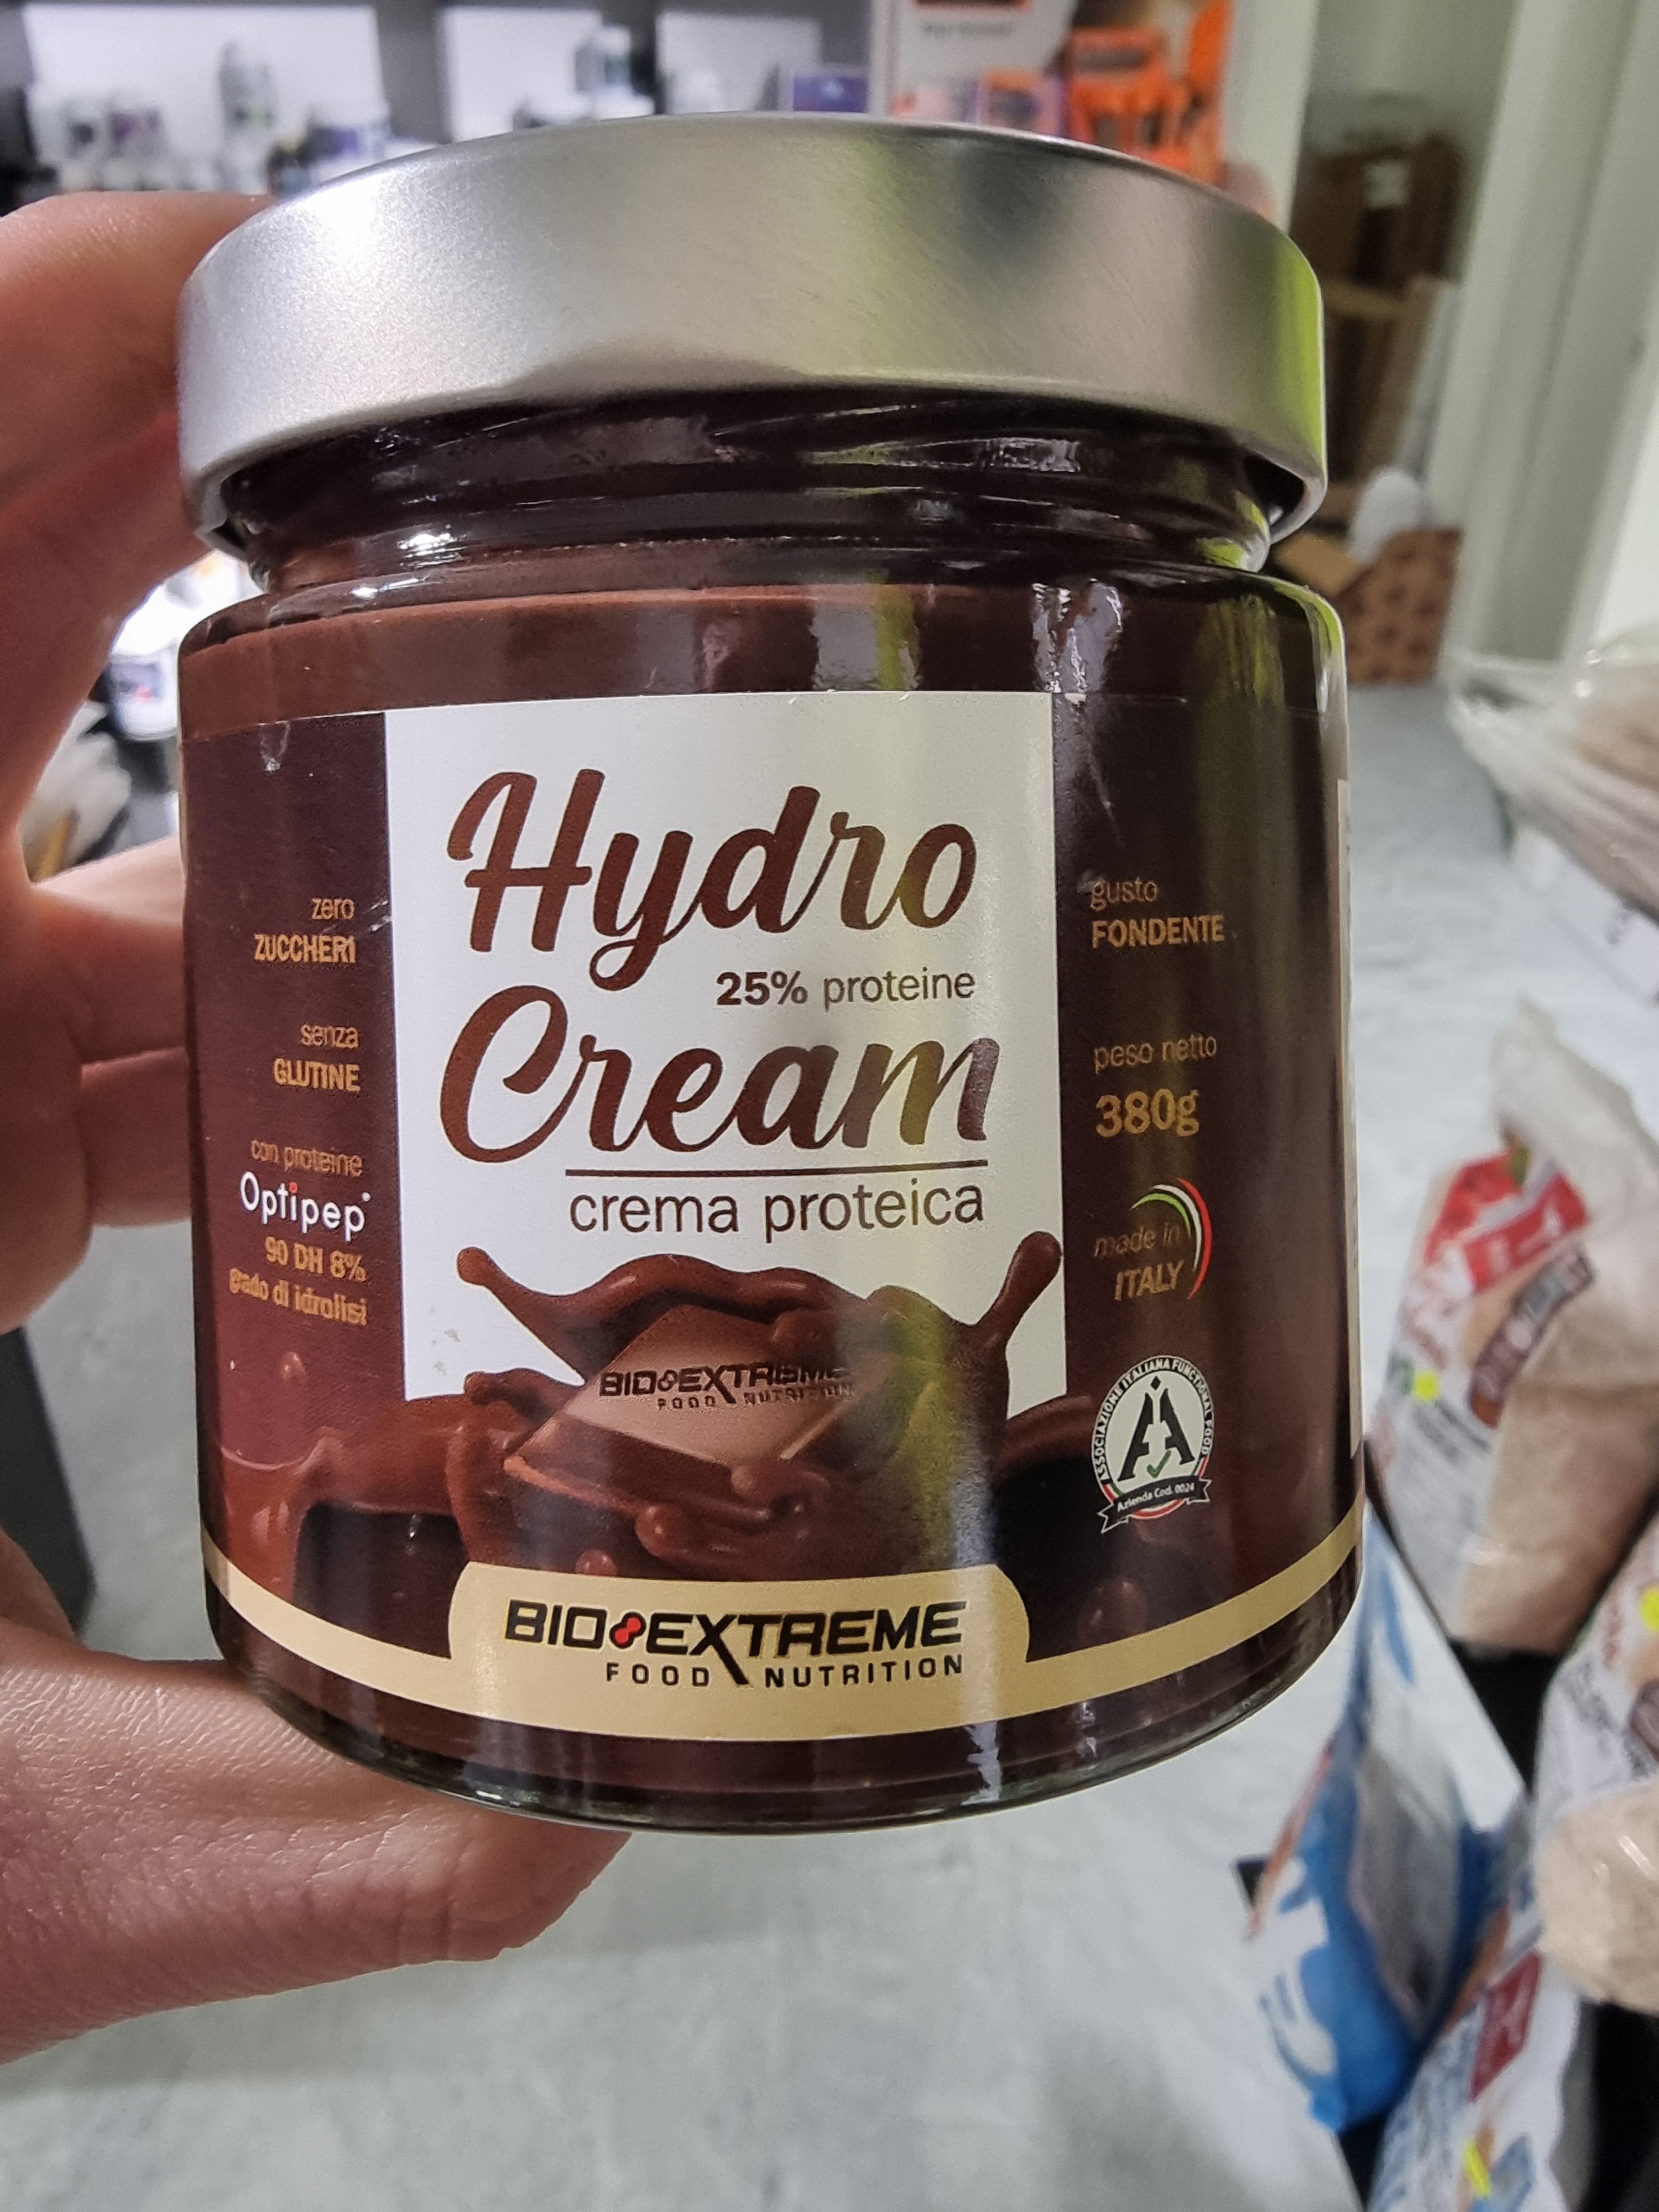 Hydro
25% proteine
Cream
crema proteica
zero
ZUCCHERI
senza
GLUTINE
con proteine
Optipep®
90 DH 8%
grado di idrolisi
gusto
FONDENTE
peso netto
380g
made in
ITALY
ASSOCIAZIONE ITALIANA FUNCTIONAL FOOD
Azienda Cod. 0024
BIO EXTREME
FOOD NUTRITION
BIO EXTREME
FOOD NUTRITION